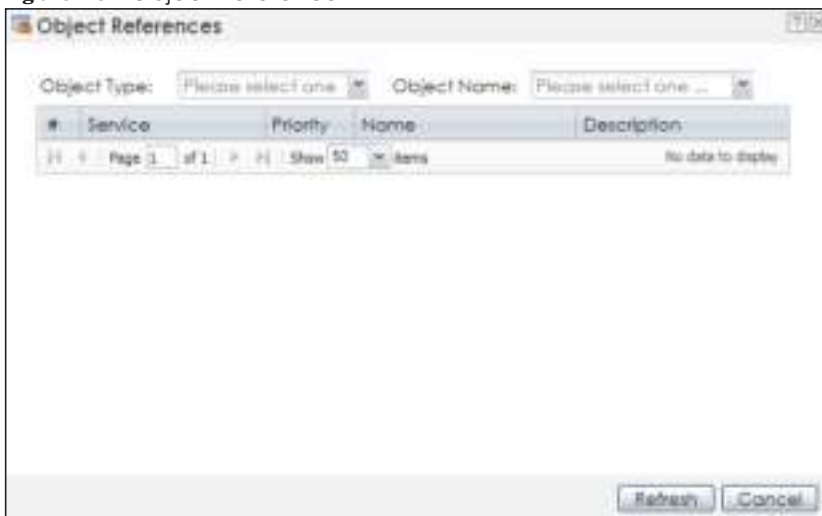 Object References
Object Type: Please select one Object Name: Please select one ...
# Service Priority Name Description
Page 1 of 1 Show 50 items No data to display
Refresh Cancel